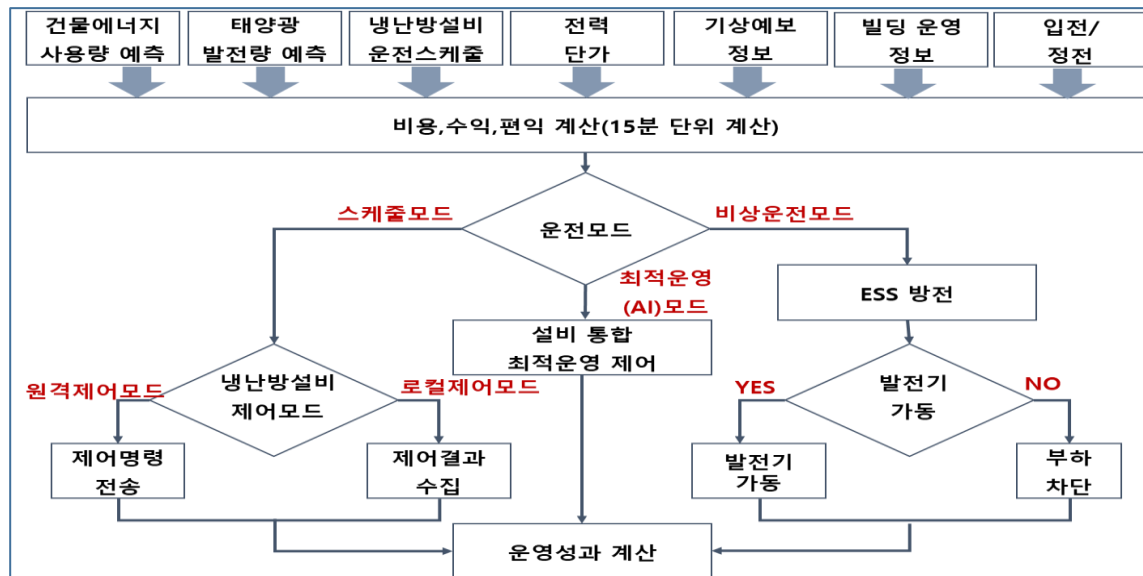 건물에너지
사용량 예측
태양광
발전량 예측
냉난방설비
운전스케줄
전력
단가
기상예보
정보
빌딩 운영
정보
입전/
정전
비용,수익,편익 계산(15분 단위 계산)
스케줄모드
운전모드
비상운전모드
최적운영
(AI)모드
ESS 방전
설비 통합
최적운영 제어
원격제어모드
냉난방설비
제어모드
로컬제어모드
YES
발전기
가동
NO
제어명령
전송
제어결과
수집
발전기
가동
부하
차단
운영성과 계산